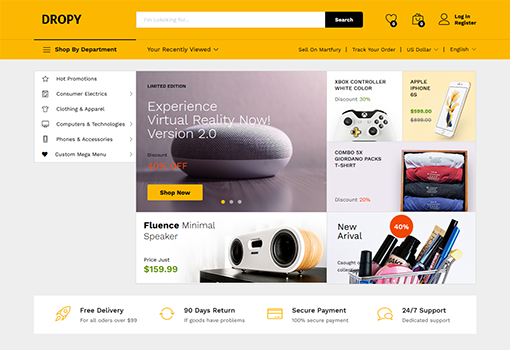 DROPY
I'm Looking for...
Search
0
0
Log in
Register
Shop By Department
Your Recently Viewed
Sell On Martfury
Track Your Order
US Dollar
English
Hot Promotions
Consumer Electrics
Clothing & Apparel
Computers & Technologies
Phones & Accessories
Custom Mega Menu
LIMITED EDITION
Experience
Virtual Reality Now!
Version 2.0
Discount
40% OFF
Shop Now
XBOX CONTROLLER
WHITE COLOR
Discount 30%
APPLE
IPHONE
6S
$599.00
$899.00
COMBO 5X
GIORDANO PACKS
T-SHIRT
Discount 20%
Fluence Minimal
Speaker
Price Just
$159.99
New
Arival
Caught
collection
40%
Free Delivery
For all oders over $99
90 Days Return
If goods have problems
Secure Payment
100% secure payment
24/7 Support
Dedicated support